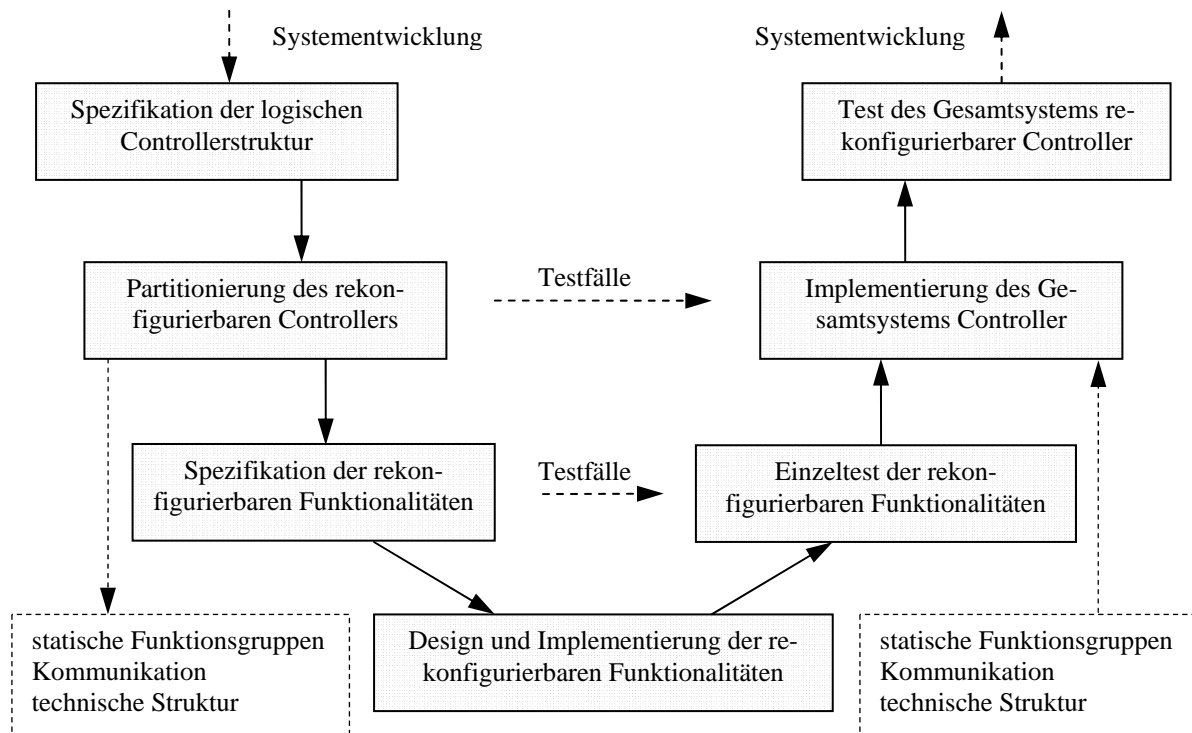 Systementwicklung
Systementwicklung
Spezifikation der logischen
Controllerstruktur
Test des Gesamtsystems re-
konfigurierbarer Controller
Partitionierung des rekon-
figurierbaren Controllers
Testfälle
Implementierung des Ge-
samtsystems Controller
Spezifikation der rekon-
figurierbaren Funktionalitäten
Testfälle
Einzeltest der rekon-
figurierbaren Funktionalitäten
statische Funktionsgruppen
Kommunikation
technische Struktur
Design und Implementierung der re-
konfigurierbaren Funktionalitäten
statische Funktionsgruppen
Kommunikation
technische Struktur